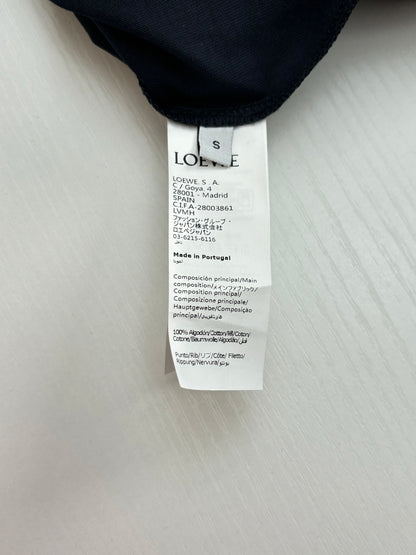 S
LOEWE
LOEWE. S. A.
C / Goya. 4
28001 - Madrid
SPAIN
C.I.F.A-28003861
LVMH
ファッション・グループ・
ジャパン株式会社
ロエベジャパン
03-6215-6116
Made in Portugal
Composición principal/Main
composition/メインファブリック/
Composition principal/
Composizione principale/
Hauptgewebe/Composição
principal/
100% Algodón/Cotton/綿/Coton/
Cotone/Baumwolle/Algodão/
Punto/Rib/リブ/Côte/ Filetto/
Rippung/Nervura/